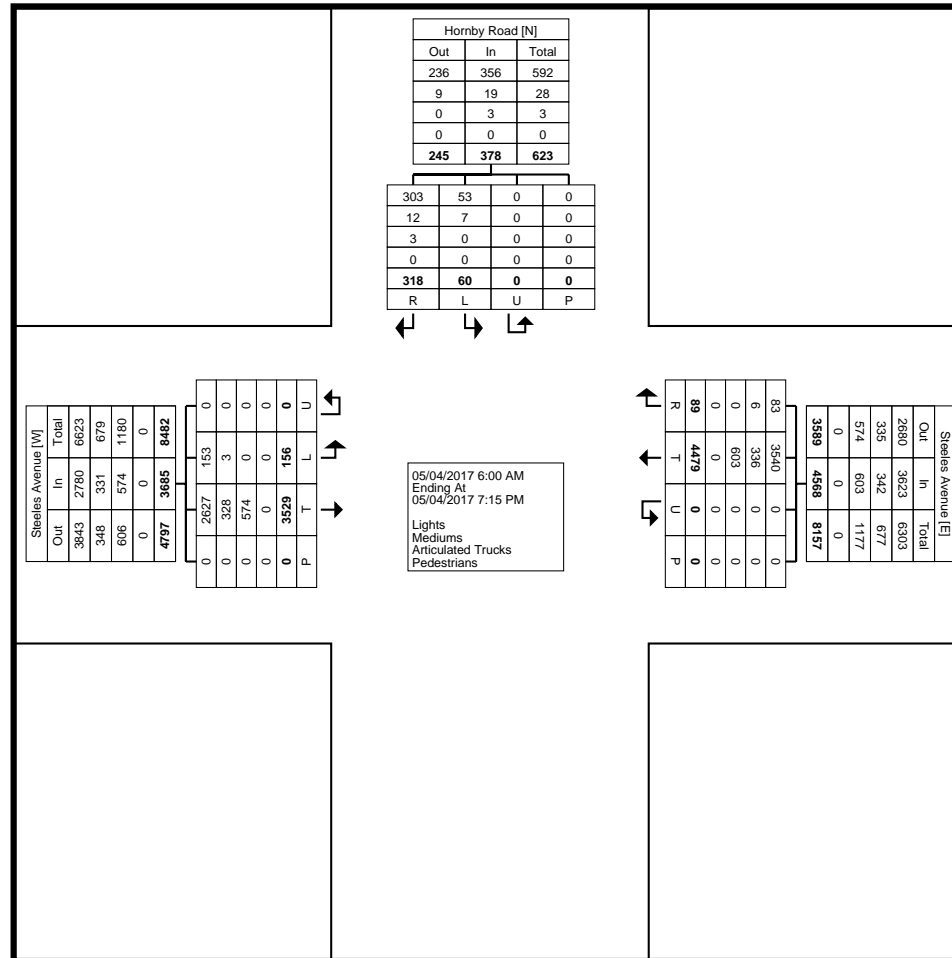 Hornby Road [N]
Out In Total
236 356 592
9 19 28
0 3 3
0 0 0
245 378 623
303 53 0 0
12 7 0 0
3 0 0 0
0 0 0 0
318 60 0 0
R L U P
Steeles Avenue [W]
Total In Out
6623 2780 3843
679 331 348
1180 574 606
0 0 0
8482 3685 4797
0 153 2627 0
0 3 328 0
0 0 574 0
0 0 0 0
0 156 3529 0
U L T P
05/04/2017 6:00 AM
Ending At
05/04/2017 7:15 PM
Lights
Mediums
Articulated Trucks
Pedestrians
R T U P
89 4479 0 0
0 0 0 0
0 603 0 0
6 336 0 0
83 3540 0 0
Steeles Avenue [E]
Out In Total
2680 3623 6303
335 342 677
574 603 1177
0 0 0
3589 4568 8157